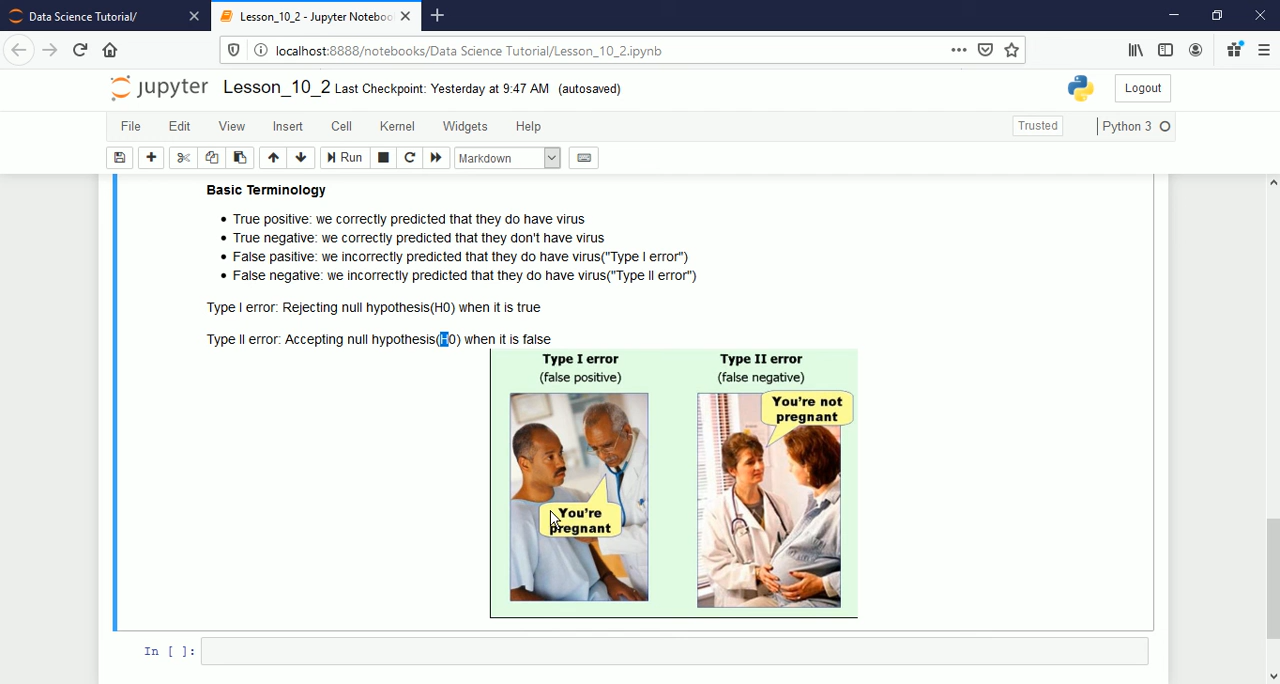 Data Science Tutorial/
Lesson_10_2 - Jupyter Noteboo
localhost:8888/notebooks/Data Science Tutorial/Lesson_10_2.ipynb
jupyter Lesson_10_2 Last Checkpoint: Yesterday at 9:47 AM (autosaved)
Logout
File Edit View Insert Cell Kernel Widgets Help
Trusted
Python 3
Run
Markdown
Basic Terminology
• True positive: we correctly predicted that they do have virus
• True negative: we correctly predicted that they don't have virus
• False pasitive: we incorrectly predicted that they do have virus("Type I error")
• False negative: we incorrectly predicted that they do have virus("Type II error")
Type I error: Rejecting null hypothesis(H0) when it is true
Type II error: Accepting null hypothesis(H0) when it is false
Type I error
(false positive)
You're
pregnant
Type II error
(false negative)
You're not
pregnant
In [ ]: